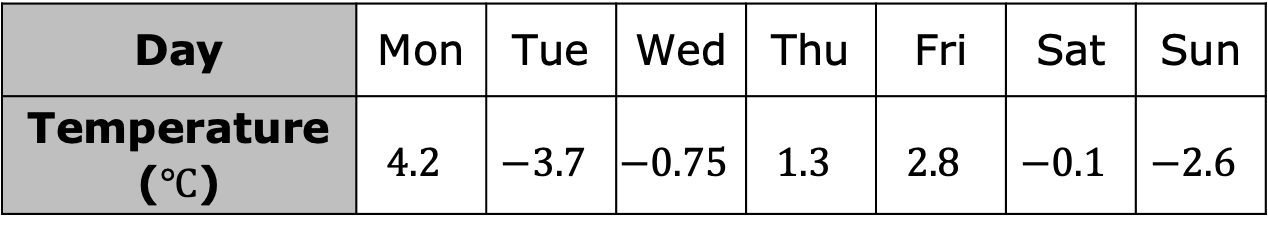 Day Mon Tue Wed Thu Fri Sat Sun
Temperature (℃) 4.2 −3.7 −0.75 1.3 2.8 −0.1 −2.6